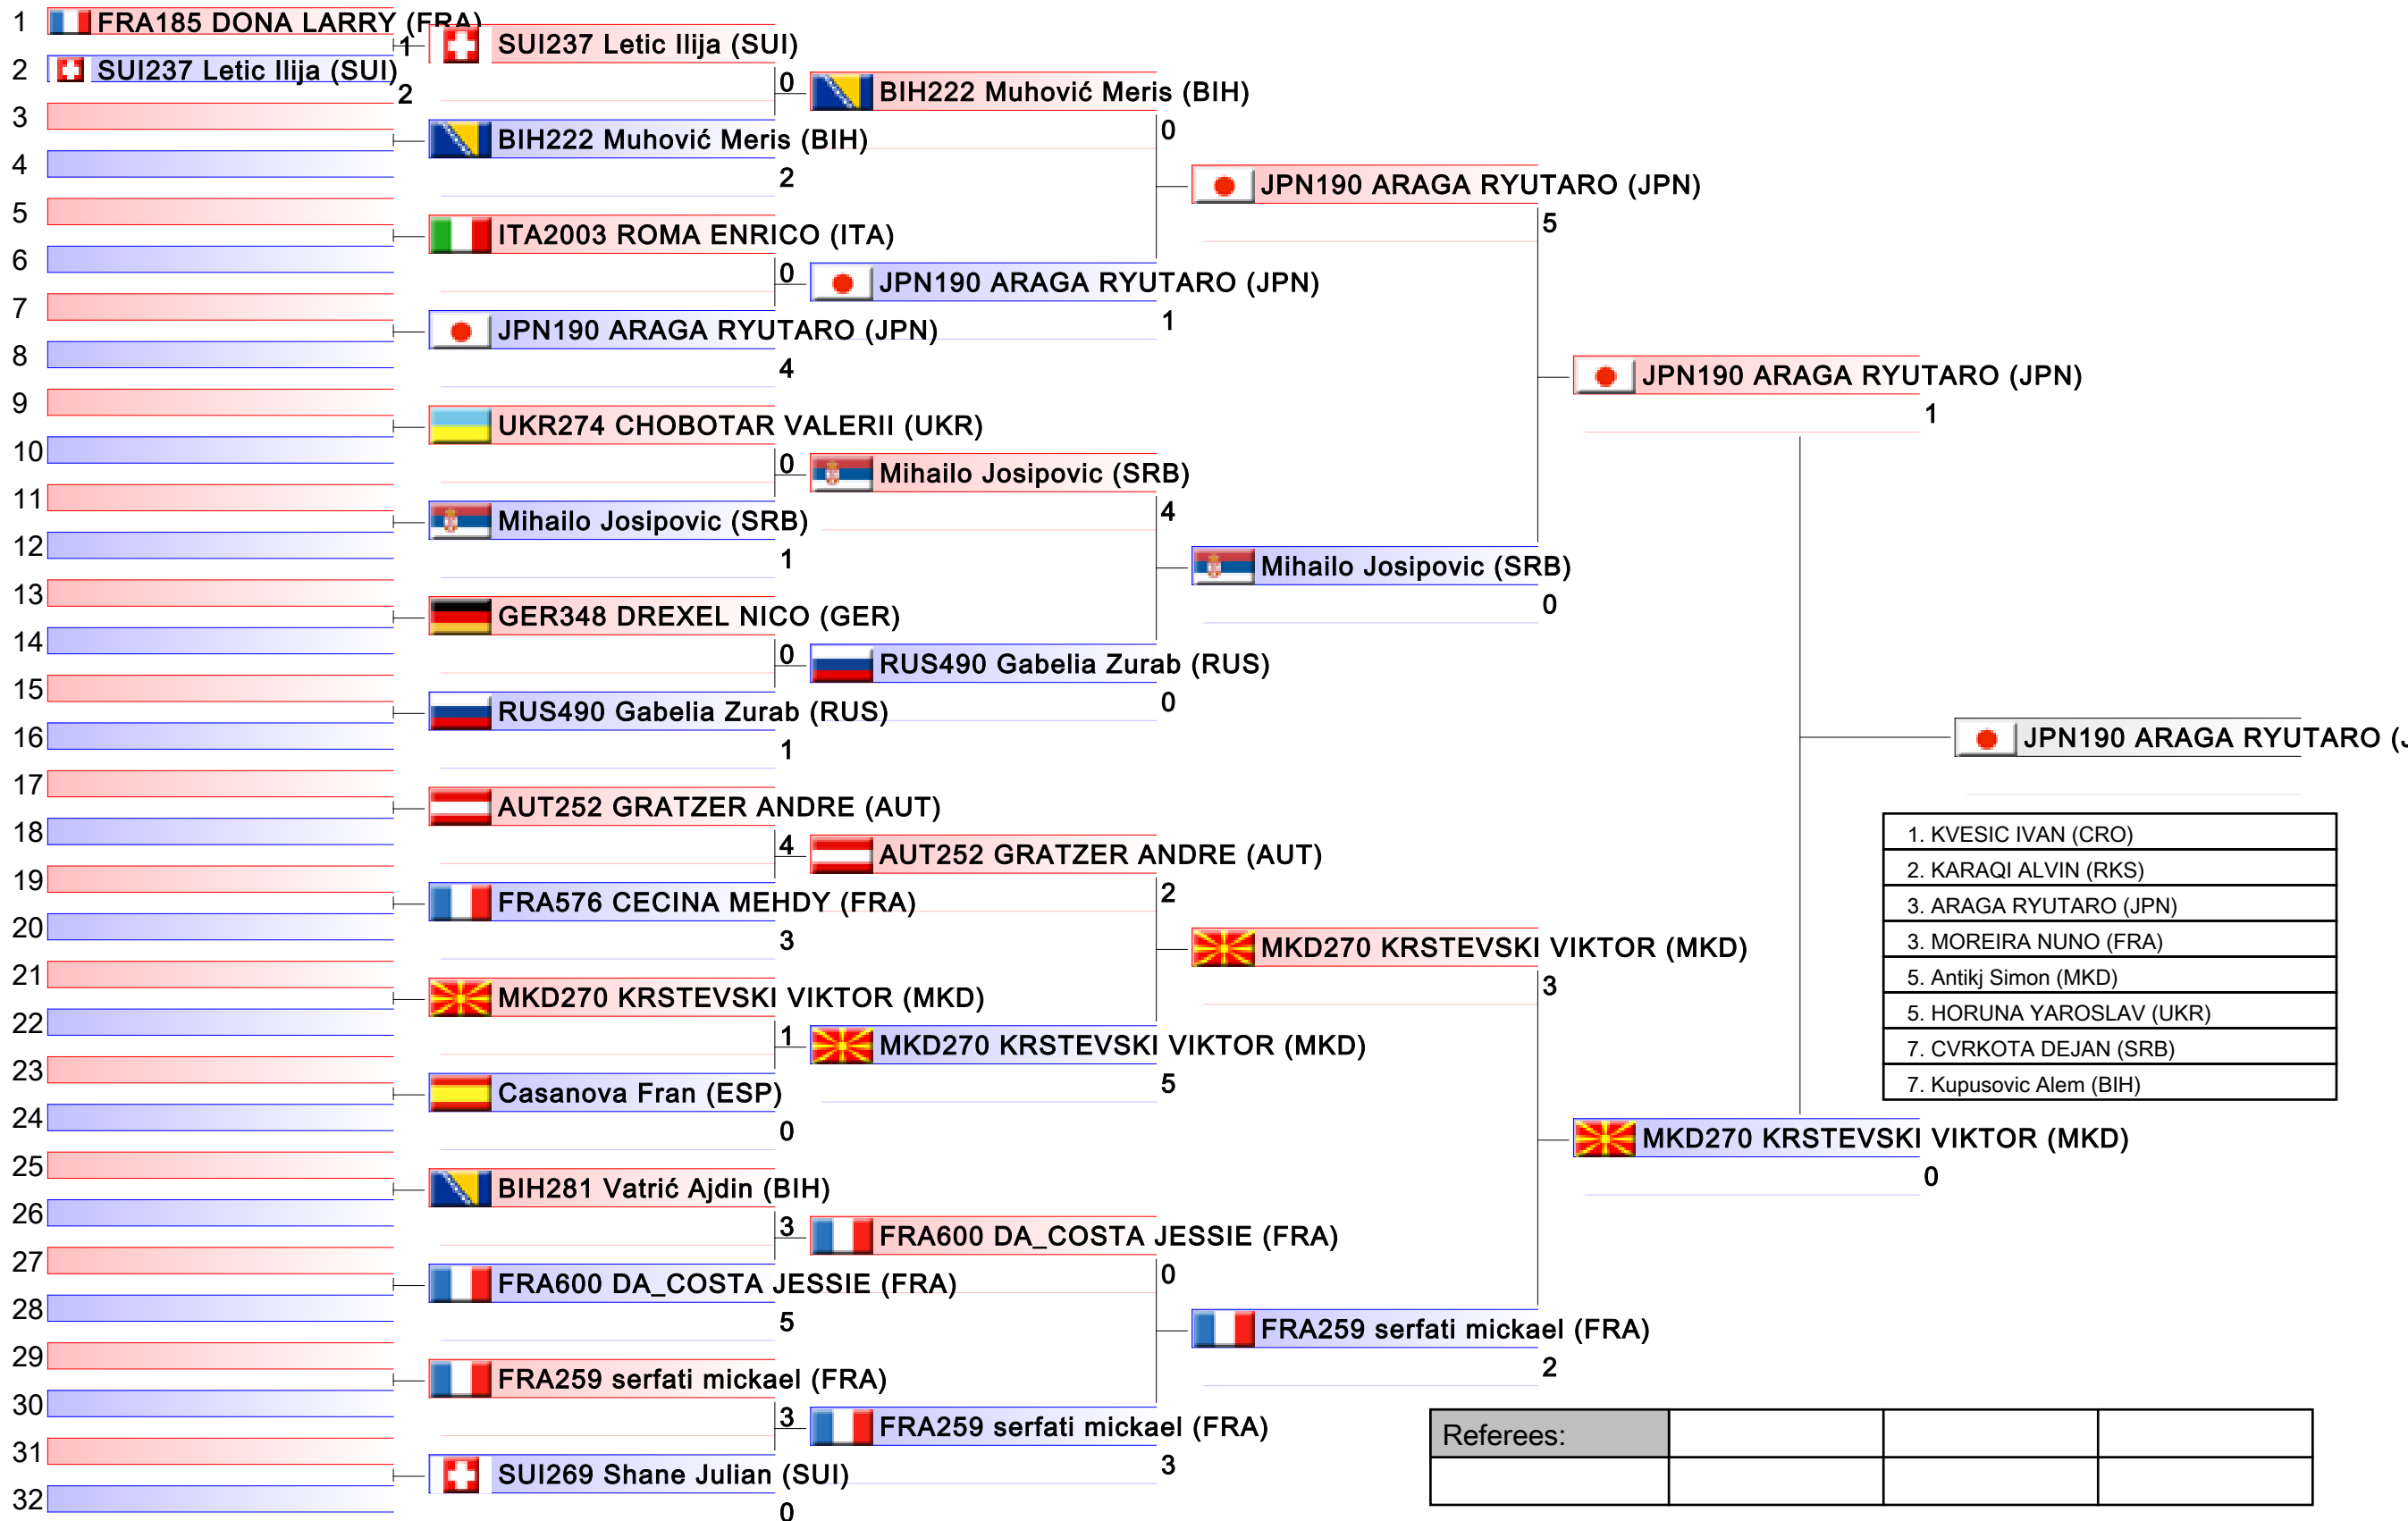 1
FRA185 DONA LARRY (FRA)
1
2
SUI237 Letic Ilija (SUI)
2
3
4
5
6
7
8
9
10
11
12
13
14
15
16
17
18
19
20
21
22
23
24
25
26
27
28
29
30
31
32
SUI237 Letic Ilija (SUI)
0
BIH222 Muhović Meris (BIH)
2
ITA2003 ROMA ENRICO (ITA)
0
JPN190 ARAGA RYUTARO (JPN)
4
UKR274 CHOBOTAR VALERII (UKR)
0
Mihailo Josipovic (SRB)
1
GER348 DREXEL NICO (GER)
0
RUS490 Gabelia Zurab (RUS)
1
AUT252 GRATZER ANDRE (AUT)
4
FRA576 CECINA MEHDY (FRA)
3
MKD270 KRSTEVSKI VIKTOR (MKD)
1
Casanova Fran (ESP)
0
BIH281 Vatrić Ajdin (BIH)
3
FRA600 DA_COSTA JESSIE (FRA)
5
FRA259 serfati mickael (FRA)
3
SUI269 Shane Julian (SUI)
0
BIH222 Muhović Meris (BIH)
0
JPN190 ARAGA RYUTARO (JPN)
1
Mihailo Josipovic (SRB)
4
RUS490 Gabelia Zurab (RUS)
0
AUT252 GRATZER ANDRE (AUT)
2
MKD270 KRSTEVSKI VIKTOR (MKD)
5
FRA600 DA_COSTA JESSIE (FRA)
0
FRA259 serfati mickael (FRA)
3
JPN190 ARAGA RYUTARO (JPN)
5
Mihailo Josipovic (SRB)
0
MKD270 KRSTEVSKI VIKTOR (MKD)
3
FRA259 serfati mickael (FRA)
2
JPN190 ARAGA RYUTARO (JPN)
1
MKD270 KRSTEVSKI VIKTOR (MKD)
0
JPN190 ARAGA RYUTARO (J
1. KVESIC IVAN (CRO)
2. KARAQI ALVIN (RKS)
3. ARAGA RYUTARO (JPN)
3. MOREIRA NUNO (FRA)
5. Antikj Simon (MKD)
5. HORUNA YAROSLAV (UKR)
7. CVRKOTA DEJAN (SRB)
7. Kupusovic Alem (BIH)
Referees: